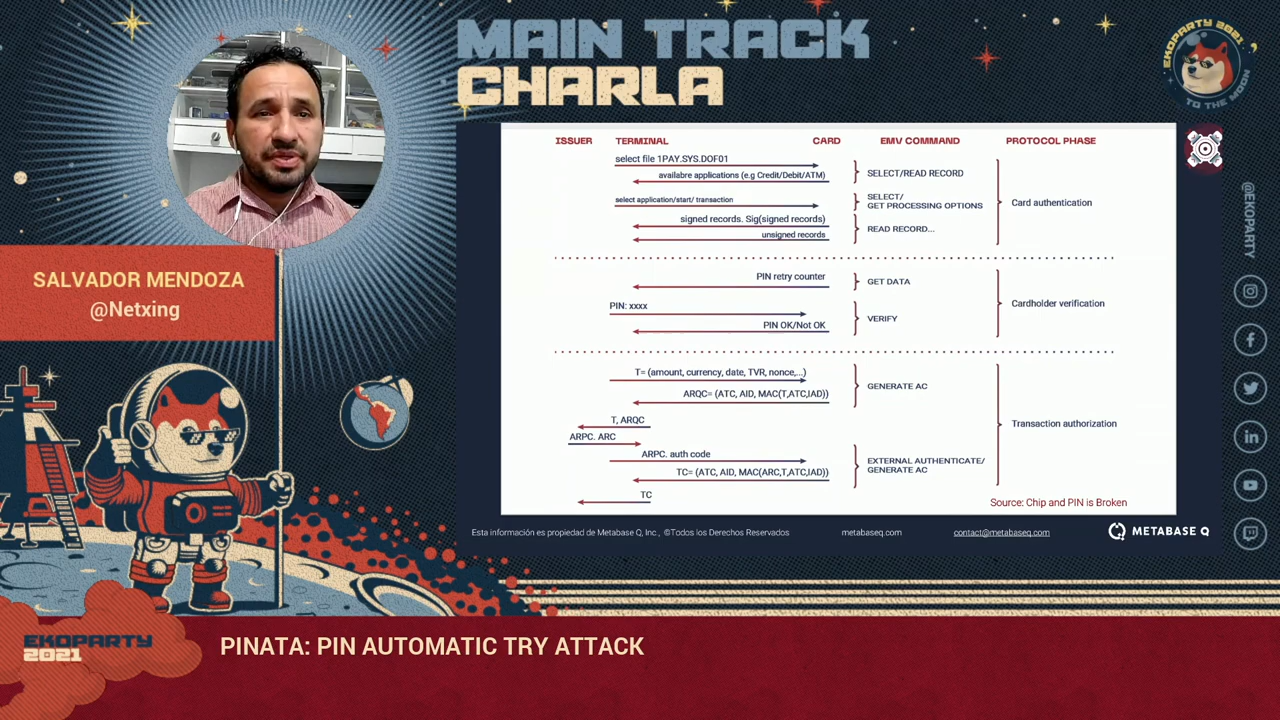 MAIN TRACK
CHARLA
EKOPARTY 2021
TO THE MOON
@EKOPARTY
SALVADOR MENDOZA
@Netxing
ISSUER TERMINAL CARD EMV COMMAND PROTOCOL PHASE
select file 1PAY.SYS.DOF01
availabre applications (e.g Credit/Debit/ATM)
SELECT/READ RECORD
select application/start/ transaction
SELECT/
GET PROCESSING OPTIONS
Card authentication
signed records. Sig(signed records)
READ RECORD...
unsigned records
PIN retry counter
GET DATA
PIN: xxxx
Cardholder verification
VERIFY
PIN OK/Not OK
T= (amount, currency, date, TVR, nonce,...)
GENERATE AC
ARQC= (ATC, AID, MAC(T,ATC,IAD))
T, ARQC
Transaction authorization
ARPC. ARC
ARPC. auth code
EXTERNAL AUTHENTICATE/
GENERATE AC
TC= (ATC, AID, MAC(ARC,T,ATC,IAD))
TC
Source: Chip and PIN is Broken
Esta información es propiedad de Metabase Q, Inc., ©Todos los Derechos Reservados metabaseq.com contact@metabaseq.com METABASE Q
EKOPARTY
2021
PINATA: PIN AUTOMATIC TRY ATTACK